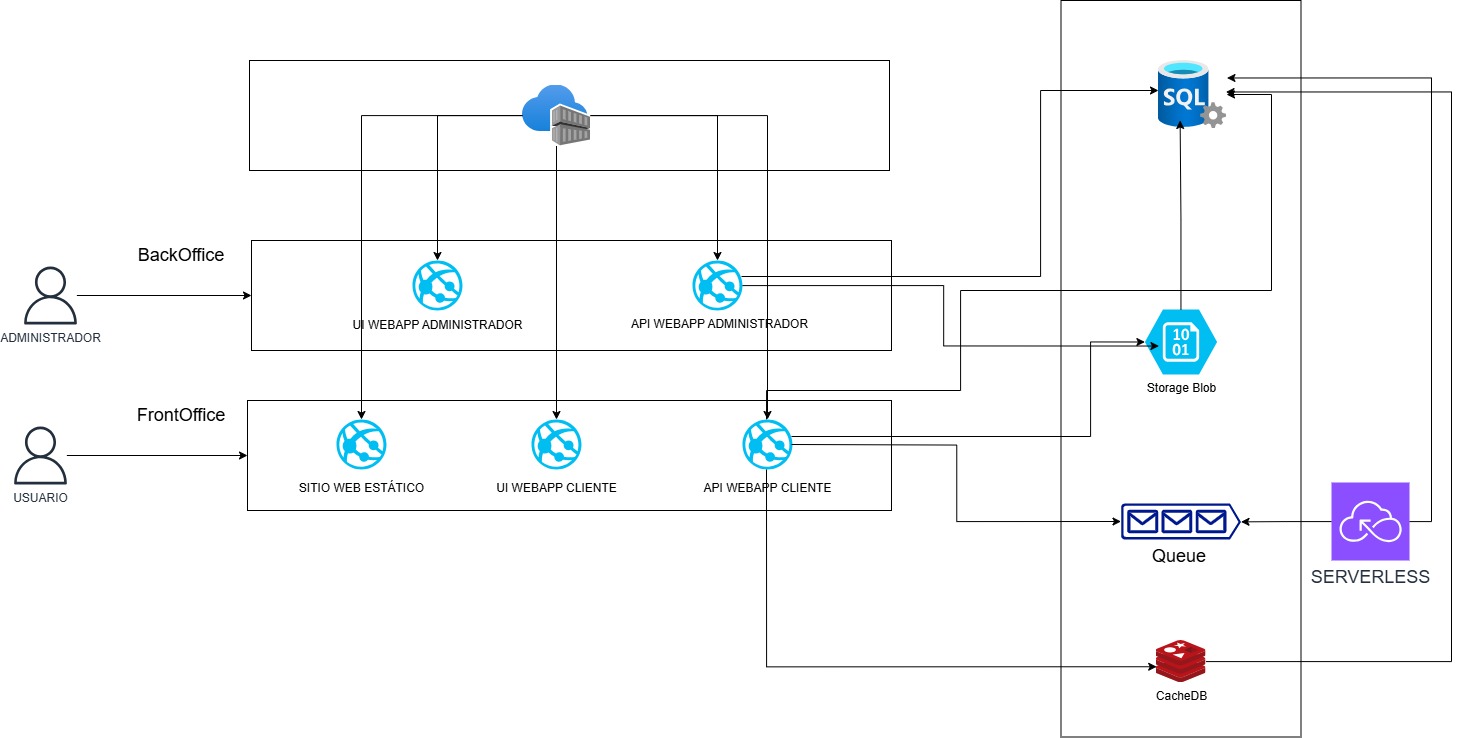 SQL
BackOffice
ADMINISTRADOR
UI WEBAPP ADMINISTRADOR
API WEBAPP ADMINISTRADOR
10
01
Storage Blob
FrontOffice
USUARIO
SITIO WEB ESTÁTICO
UI WEBAPP CLIENTE
API WEBAPP CLIENTE
Queue
SERVERLESS
CacheDB